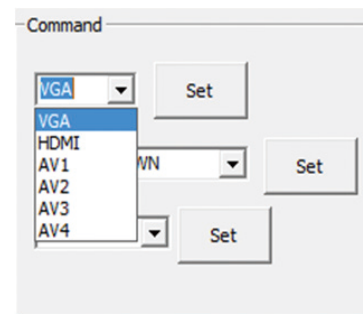 Command
VGA Set
VGA
HDMI
AV1 WN Set
AV2
AV3
AV4 Set